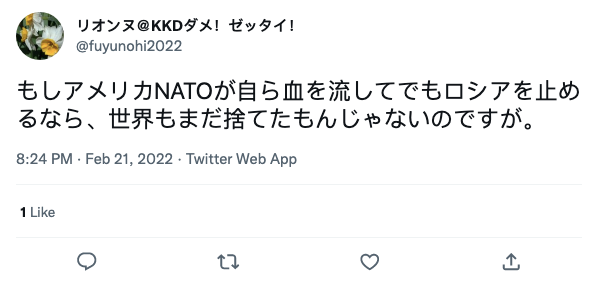 リオンヌ@KKDダメ！ゼッタイ！
@fuyunohi2022
もしアメリカNATOが自ら血を流してでもロシアを止め
るなら、世界もまだ捨てたもんじゃないのですが。
8:24 PM · Feb 21, 2022 · Twitter Web App
1 Like